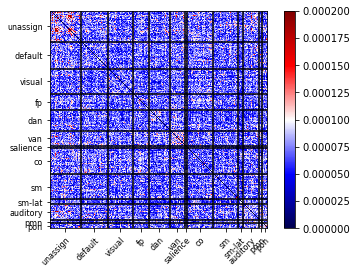 unassign
default
visual
fp
dan
van
salience
co
sm
sm-lat
auditory
pmn
pon
unassign
default
visual
fp
dan
van
salience
co
sm
sm-lat
auditory
0.000200
0.000175
0.000150
0.000125
0.000100
0.000075
0.000050
0.000025
0.000000